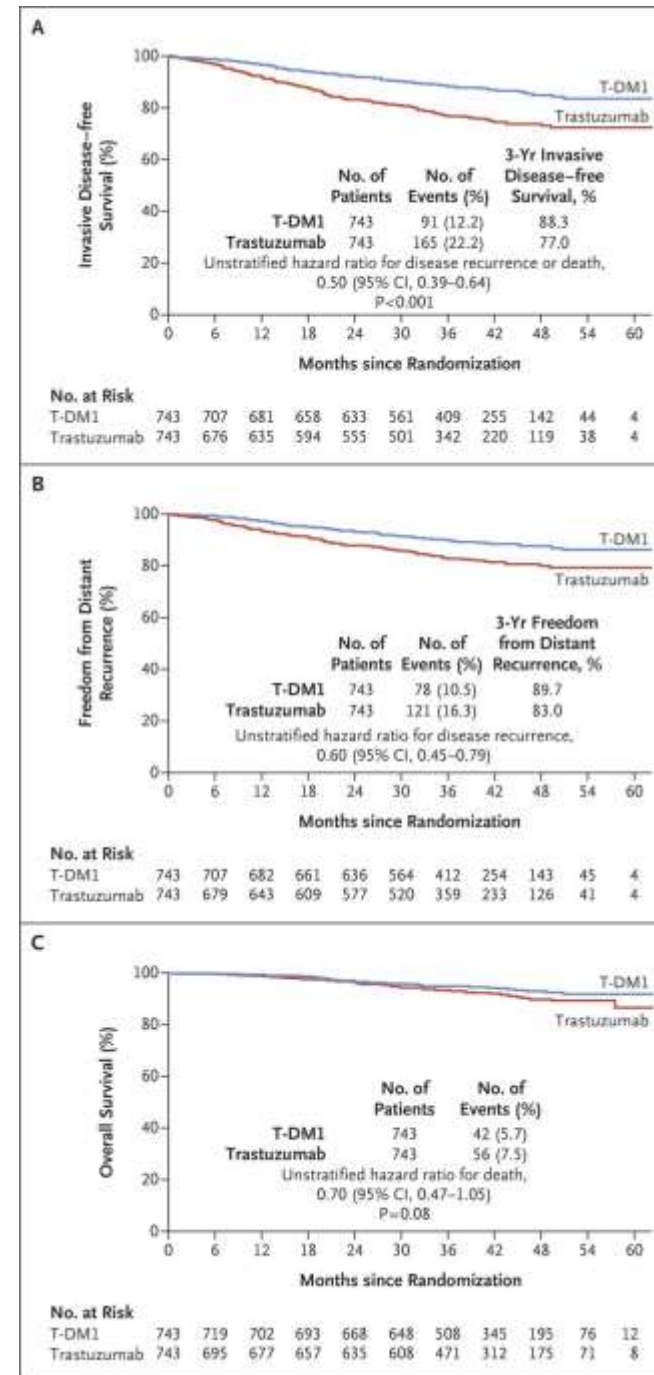 A
100
80
60
40
20
0
Invasive Disease–free
Survival (%)
T-DM1
Trastuzumab
No. of
Patients
No. of
Events (%)
3-Yr Invasive
Disease–free
Survival, %
T-DM1 743 91 (12.2) 88.3
Trastuzumab 743 165 (22.2) 77.0
Unstratified hazard ratio for disease recurrence or death,
0.50 (95% CI, 0.39–0.64)
P<0.001
0 6 12 18 24 30 36 42 48 54 60
Months since Randomization
No. at Risk
T-DM1 743 707 681 658 633 561 409 255 142 44 4
Trastuzumab 743 676 635 594 555 501 342 220 119 38 4
B
100
80
60
40
20
0
Freedom from Distant
Recurrence (%)
T-DM1
Trastuzumab
No. of
Patients
No. of
Events (%)
3-Yr Freedom
from Distant
Recurrence, %
T-DM1 743 78 (10.5) 89.7
Trastuzumab 743 121 (16.3) 83.0
Unstratified hazard ratio for disease recurrence,
0.60 (95% CI, 0.45–0.79)
0 6 12 18 24 30 36 42 48 54 60
Months since Randomization
No. at Risk
T-DM1 743 707 682 661 636 564 412 254 143 45 4
Trastuzumab 743 679 643 609 577 520 359 233 126 41 4
C
100
80
60
40
20
0
Overall Survival (%)
T-DM1
Trastuzumab
No. of
Patients
No. of
Events (%)
T-DM1 743 42 (5.7)
Trastuzumab 743 56 (7.5)
Unstratified hazard ratio for death,
0.70 (95% CI, 0.47–1.05)
P=0.08
0 6 12 18 24 30 36 42 48 54 60
Months since Randomization
No. at Risk
T-DM1 743 719 702 693 668 648 508 345 195 76 12
Trastuzumab 743 695 677 657 635 608 471 312 175 71 8